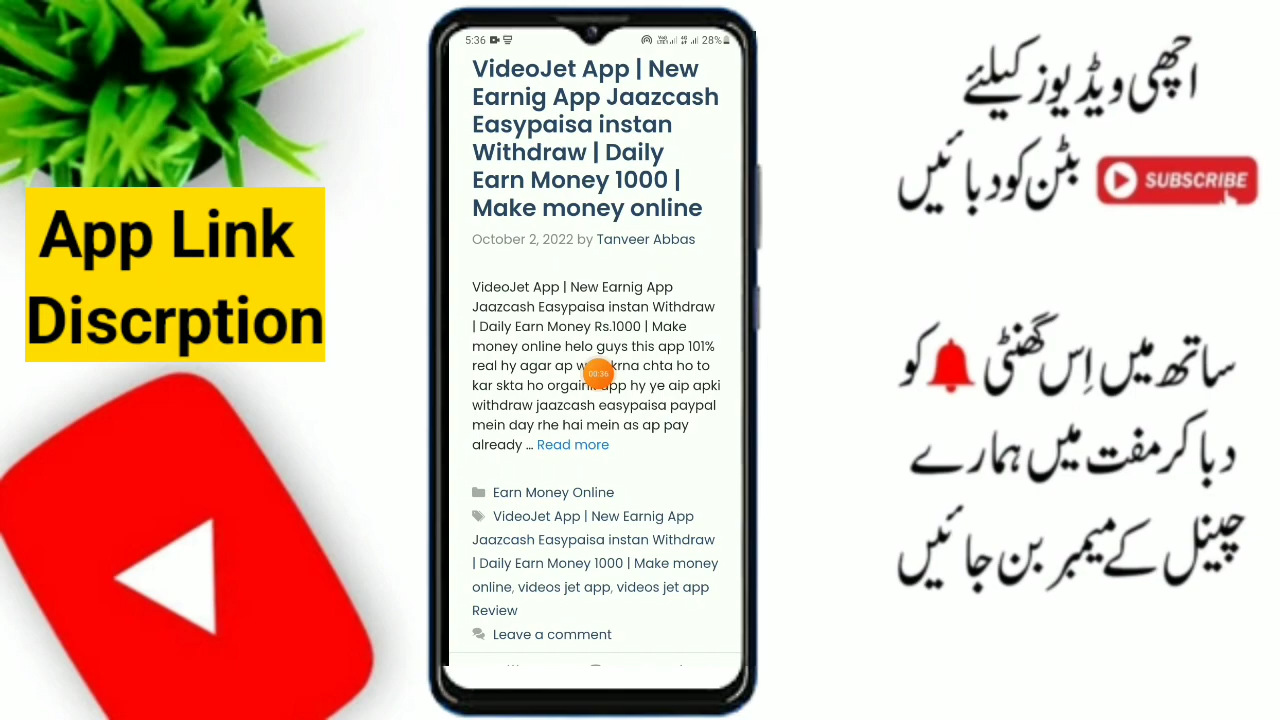 App Link
Discrption
5:36
28%
VideoJet App | New
Earnig App Jaazcash
Easypaisa instan
Withdraw | Daily
Earn Money 1000 |
Make money online
October 2, 2022 by Tanveer Abbas
VideoJet App | New Earnig App
Jaazcash Easypaisa instan Withdraw
| Daily Earn Money Rs.1000 | Make
money online helo guys this app 101%
real hy agar ap krna chta ho to
kar skta ho hy ye aip apki
withdraw jaazcash easypaisa paypal
mein day rhe hai mein as ap pay
already ... Read more
00:36
Earn Money Online
VideoJet App | New Earnig App
Jaazcash Easypaisa instan Withdraw
| Daily Earn Money 1000 | Make money
online, videos jet app, videos jet app
Review
Leave a comment
اچھی ویڈیوز کیلئے
بٹن کو دبائیں
SUBSCRIBE
ساتھ میں اِس گھنٹی کو
دبا کر مفت میں ہمارے
چینل کے میمبر بن جائیں